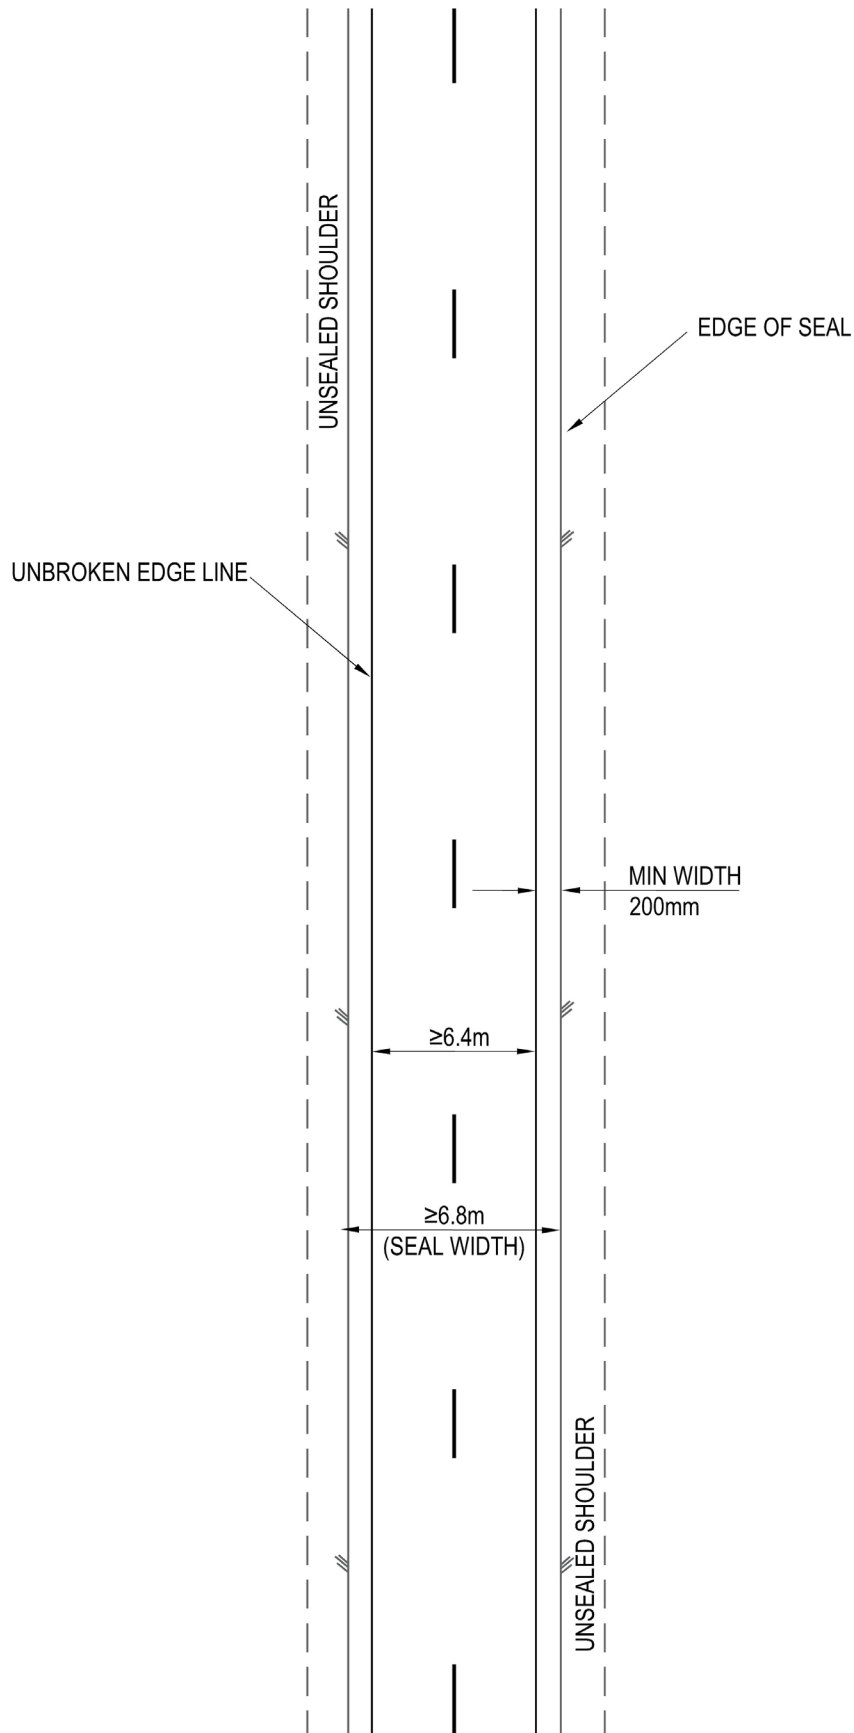 UNSEALED SHOULDER
EDGE OF SEAL
UNBROKEN EDGE LINE
MIN WIDTH
200mm
≥6.4m
≥6.8m
(SEAL WIDTH)
UNSEALED SHOULDER